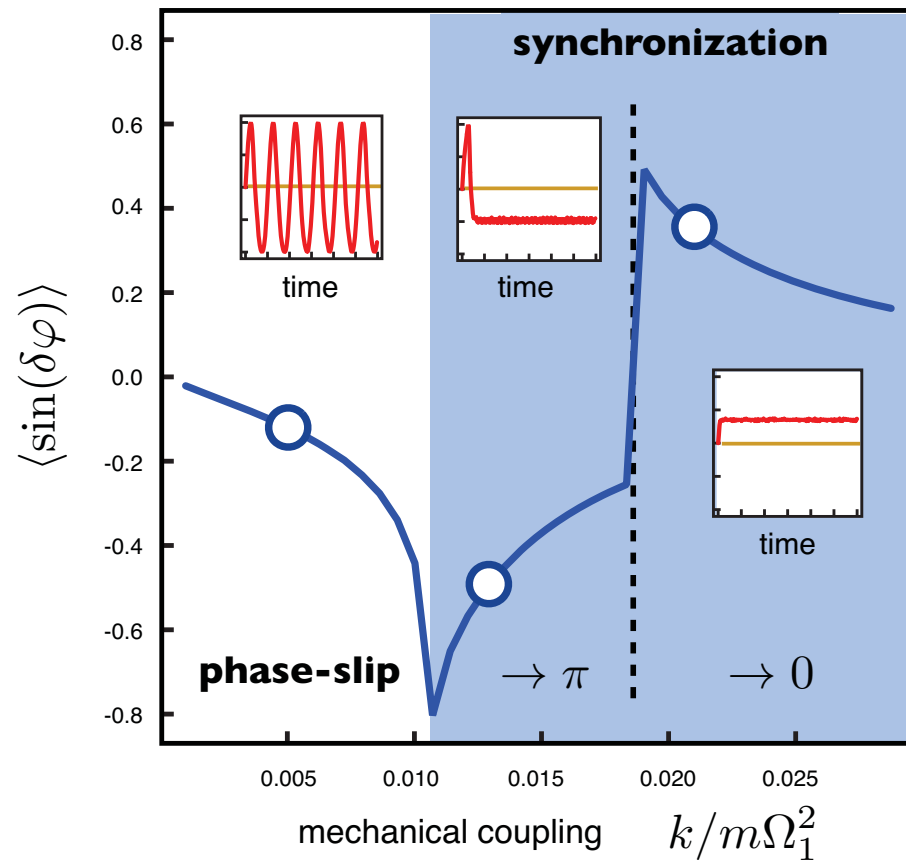 synchronization
0.8
0.6
0.4
0.2
0.0
-0.2
-0.4
-0.6
-0.8
⟨sin(δφ)⟩
time
time
time
phase-slip
→ π
→ 0
0.005
0.010
0.015
0.020
0.025
mechanical coupling k/mΩ₁²